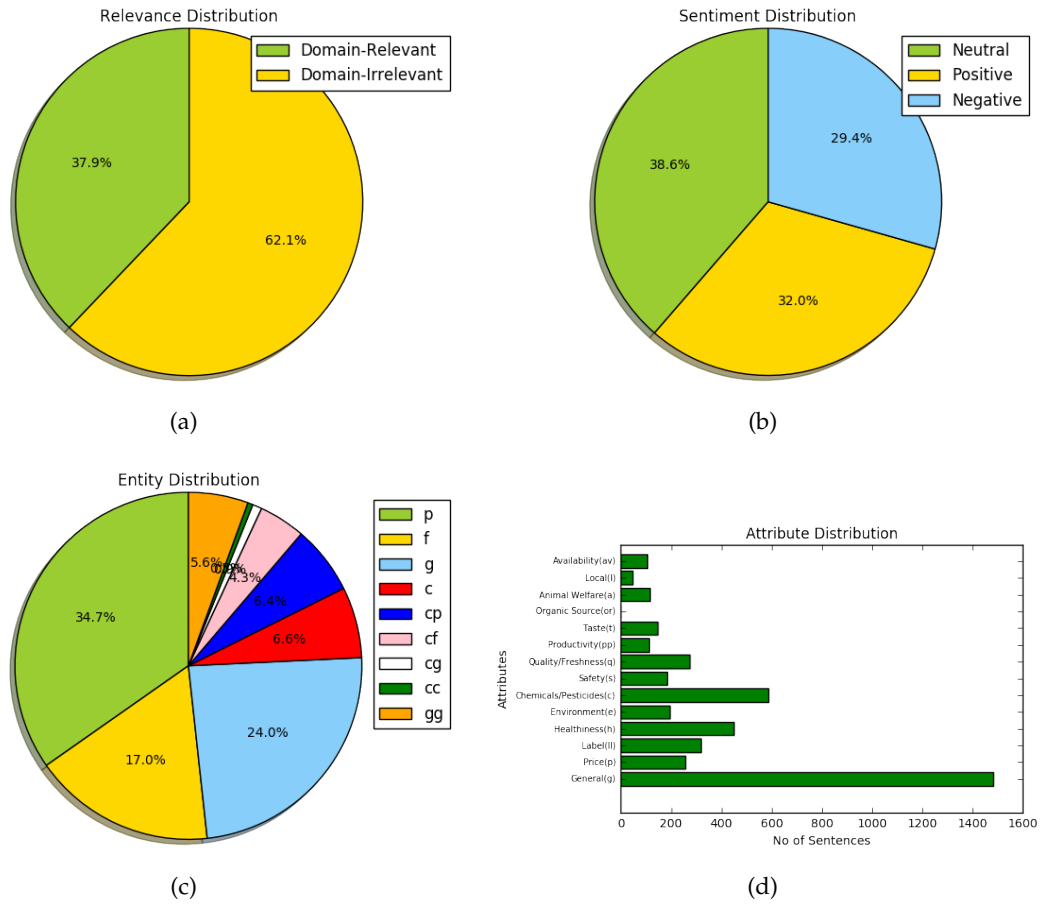 Relevance Distribution
Domain-Relevant
Domain-Irrelevant
37.9%
62.1%
(a)
Sentiment Distribution
Neutral
Positive
Negative
29.4%
38.6%
32.0%
(b)
Entity Distribution
p
f
g
c
cp
cf
cg
cc
gg
5.6%
4.3%
6.4%
34.7%
6.6%
24.0%
17.0%
(c)
Attribute Distribution
Availability(av)
Local(l)
Animal Welfare(a)
Organic Source(or)
Taste(t)
Productivity(pp)
Quality/Freshness(q)
Safety(s)
Chemicals/Pesticides(c)
Environment(e)
Healthiness(h)
Label(ll)
Price(p)
General(g)
Attributes
0 200 400 600 800 1000 1200 1400 1600
No of Sentences
(d)